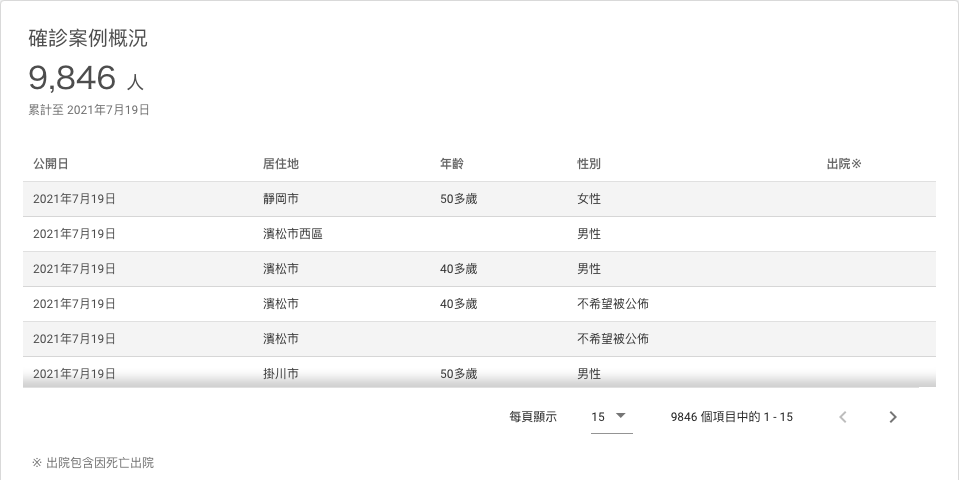 確診案例概況
9,846 人
累計至 2021年7月19日
公開日 居住地 年齡 性別 出院※
2021年7月19日 靜岡市 50多歲 女性
2021年7月19日 濱松市西區 男性
2021年7月19日 濱松市 40多歲 男性
2021年7月19日 濱松市 40多歲 不希望被公佈
2021年7月19日 濱松市 不希望被公佈
2021年7月19日 掛川市 50多歲 男性
每頁顯示 15 9846 個項目中的 1 - 15
※ 出院包含因死亡出院